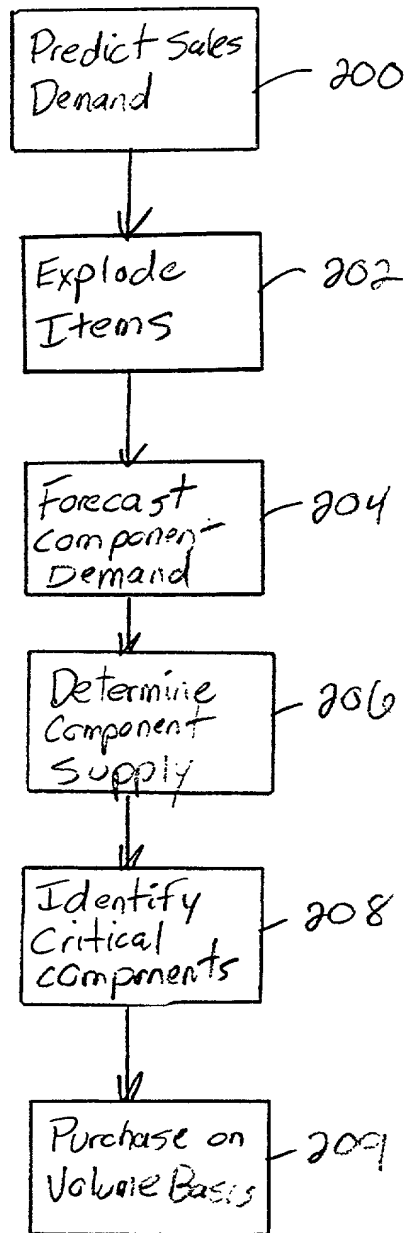 Predict Sales
Demand
200
Explode
Items
202
Forecast
Component
Demand
204
Determine
Component
Supply
206
Identify
Critical
Components
208
Purchase on
Volume Basis
209